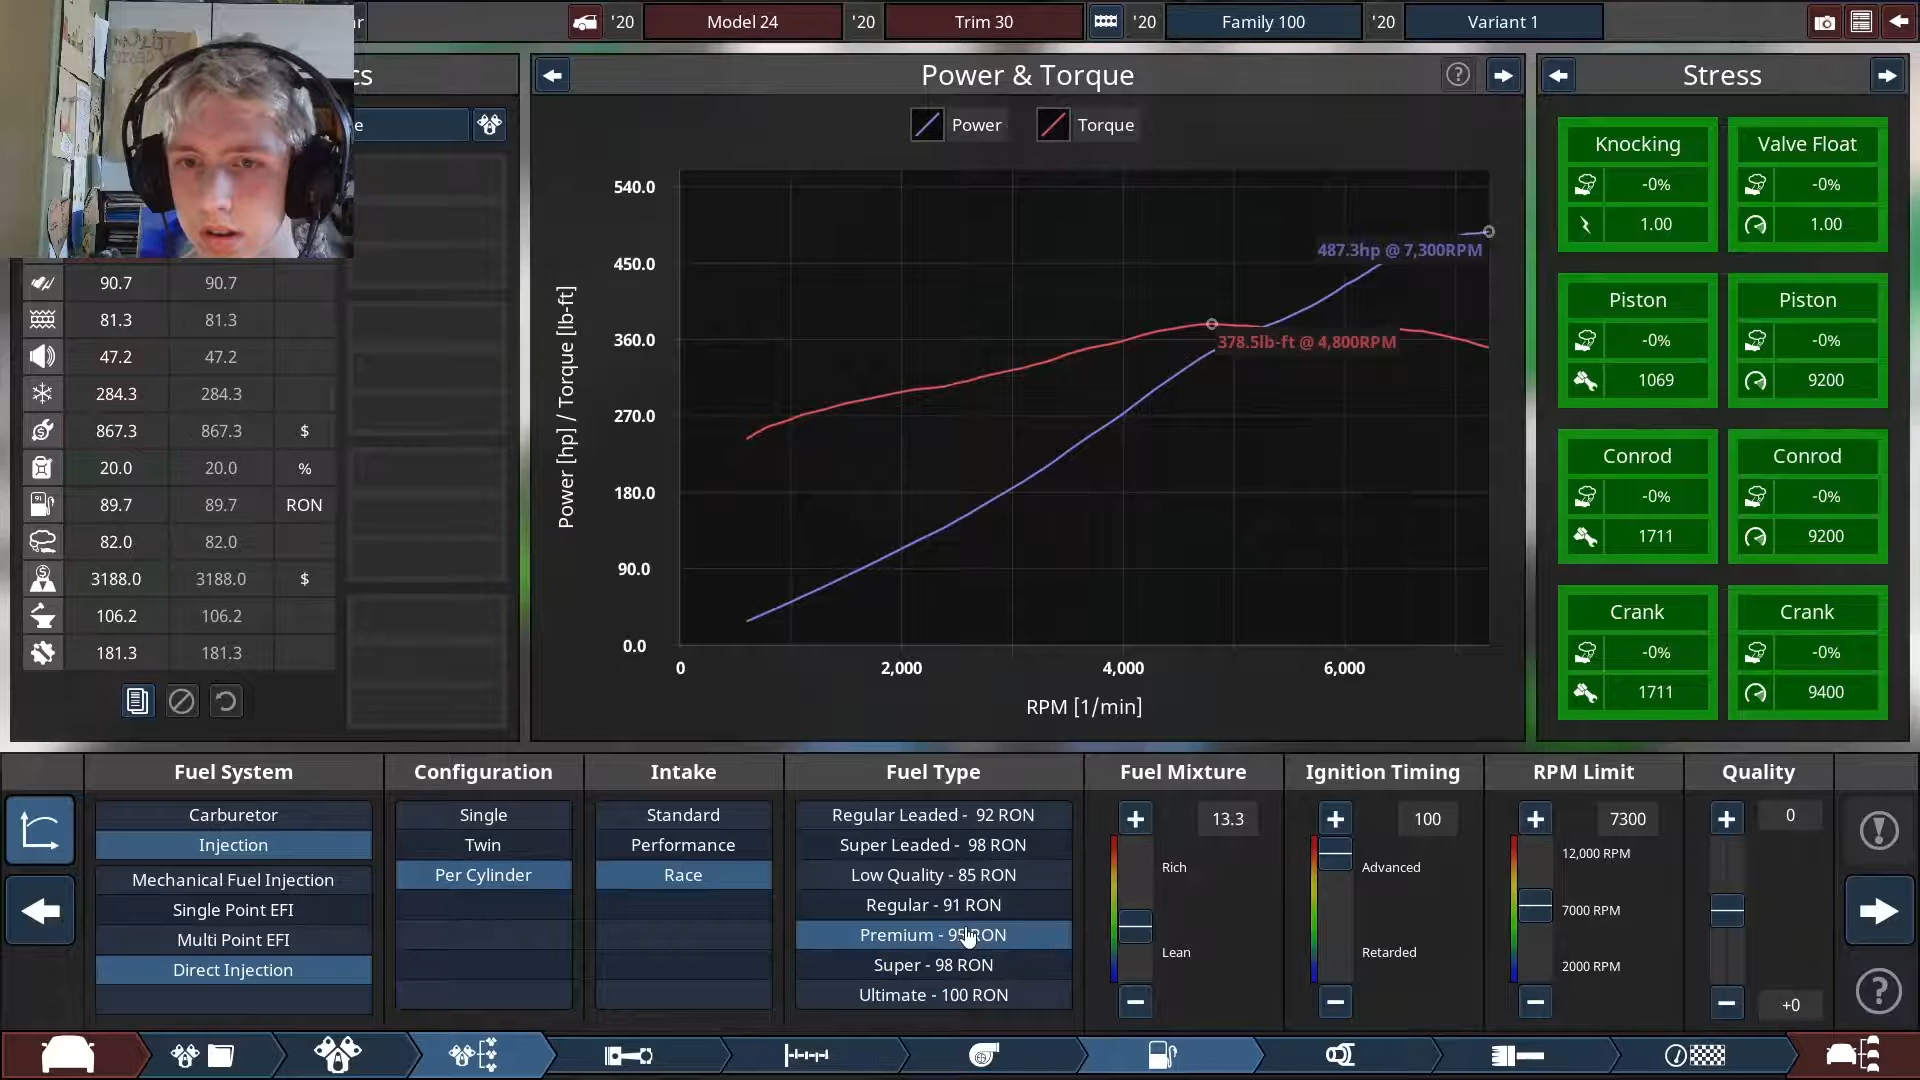 ar
'20
Model 24
'20
Trim 30
'20
Family 100
'20
Variant 1
cs
e
90.7 90.7
81.3 81.3
47.2 47.2
284.3 284.3
867.3 867.3 $
20.0 20.0 %
89.7 89.7 RON
82.0 82.0
3188.0 3188.0 $
106.2 106.2
181.3 181.3
Power & Torque
?
Power
Torque
Power [hp] / Torque [lb-ft]
540.0
450.0
360.0
270.0
180.0
90.0
0.0
487.3hp @ 7,300RPM
378.5lb-ft @ 4,800RPM
0 2,000 4,000 6,000
RPM [1/min]
Stress
Knocking
-0%
1.00
Valve Float
-0%
1.00
Piston
-0%
1069
Piston
-0%
9200
Conrod
-0%
1711
Conrod
-0%
9200
Crank
-0%
1711
Crank
-0%
9400
Fuel System
Carburetor
Injection
Mechanical Fuel Injection
Single Point EFI
Multi Point EFI
Direct Injection
Configuration
Single
Twin
Per Cylinder
Intake
Standard
Performance
Race
Fuel Type
Regular Leaded - 92 RON
Super Leaded - 98 RON
Low Quality - 85 RON
Regular - 91 RON
Premium - 95 RON
Super - 98 RON
Ultimate - 100 RON
Fuel Mixture
13.3
Rich
Lean
Ignition Timing
100
Advanced
Retarded
RPM Limit
7300
12,000 RPM
7000 RPM
2000 RPM
Quality
0
+0
?